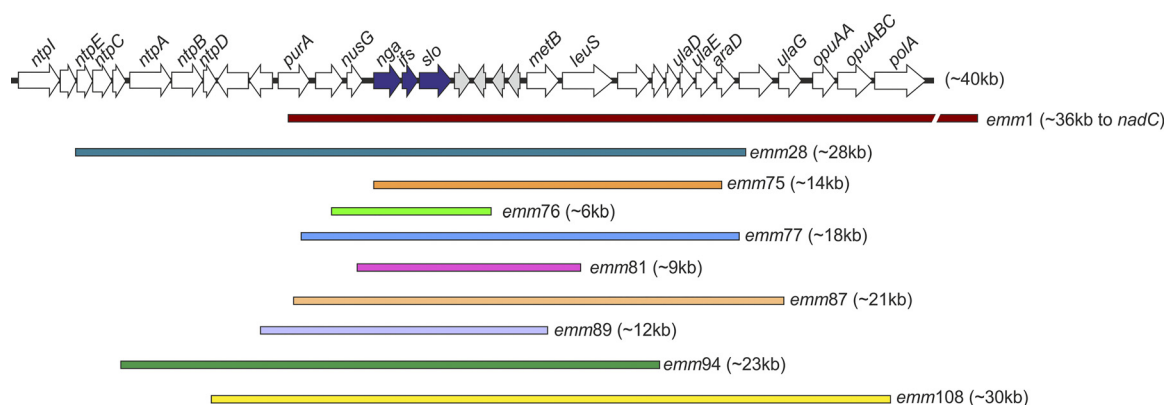 ntpI ntpE ntpC ntpA ntpB ntpD purA nusG nga ifs slo metB leuS ulaD ulaE araD ulaG opuAA opuABC polA
(~40kb)
emm1 (~36kb to nadC)
emm28 (~28kb)
emm75 (~14kb)
emm76 (~6kb)
emm77 (~18kb)
emm81 (~9kb)
emm87 (~21kb)
emm89 (~12kb)
emm94 (~23kb)
emm108 (~30kb)